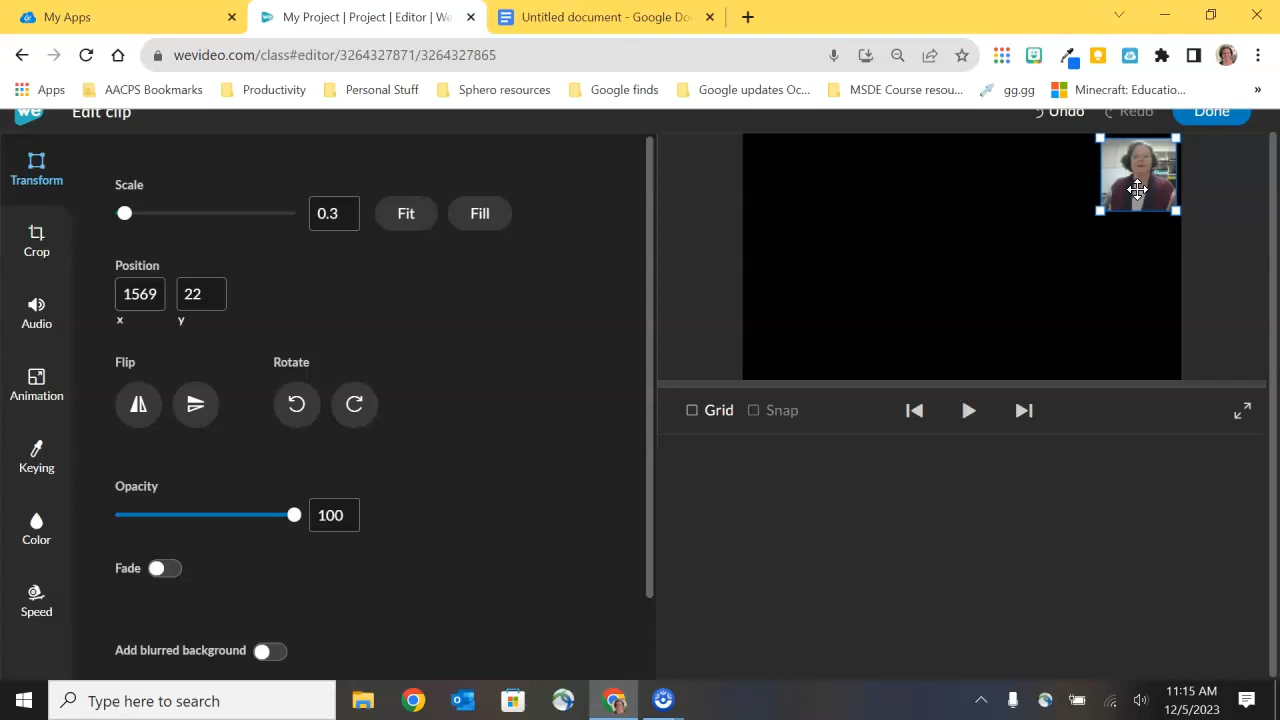 My Apps
My Project | Project | Editor | We
Untitled document - Google Do
wevideo.com/class#editor/3264327871/3264327865
Apps
AACPS Bookmarks
Productivity
Personal Stuff
Sphero resources
Google finds
Google updates Oc...
MSDE Course resou...
gg.gg
Minecraft: Educatio...
»
we
Edit clip
Undo
Redo
Done
Transform
Crop
Audio
Animation
Keying
Color
Speed
Scale
0.3
Fit
Fill
Position
1569
22
x
y
Flip
Rotate
Opacity
100
Fade
Add blurred background
Grid
Snap
Type here to search
11:15 AM
12/5/2023